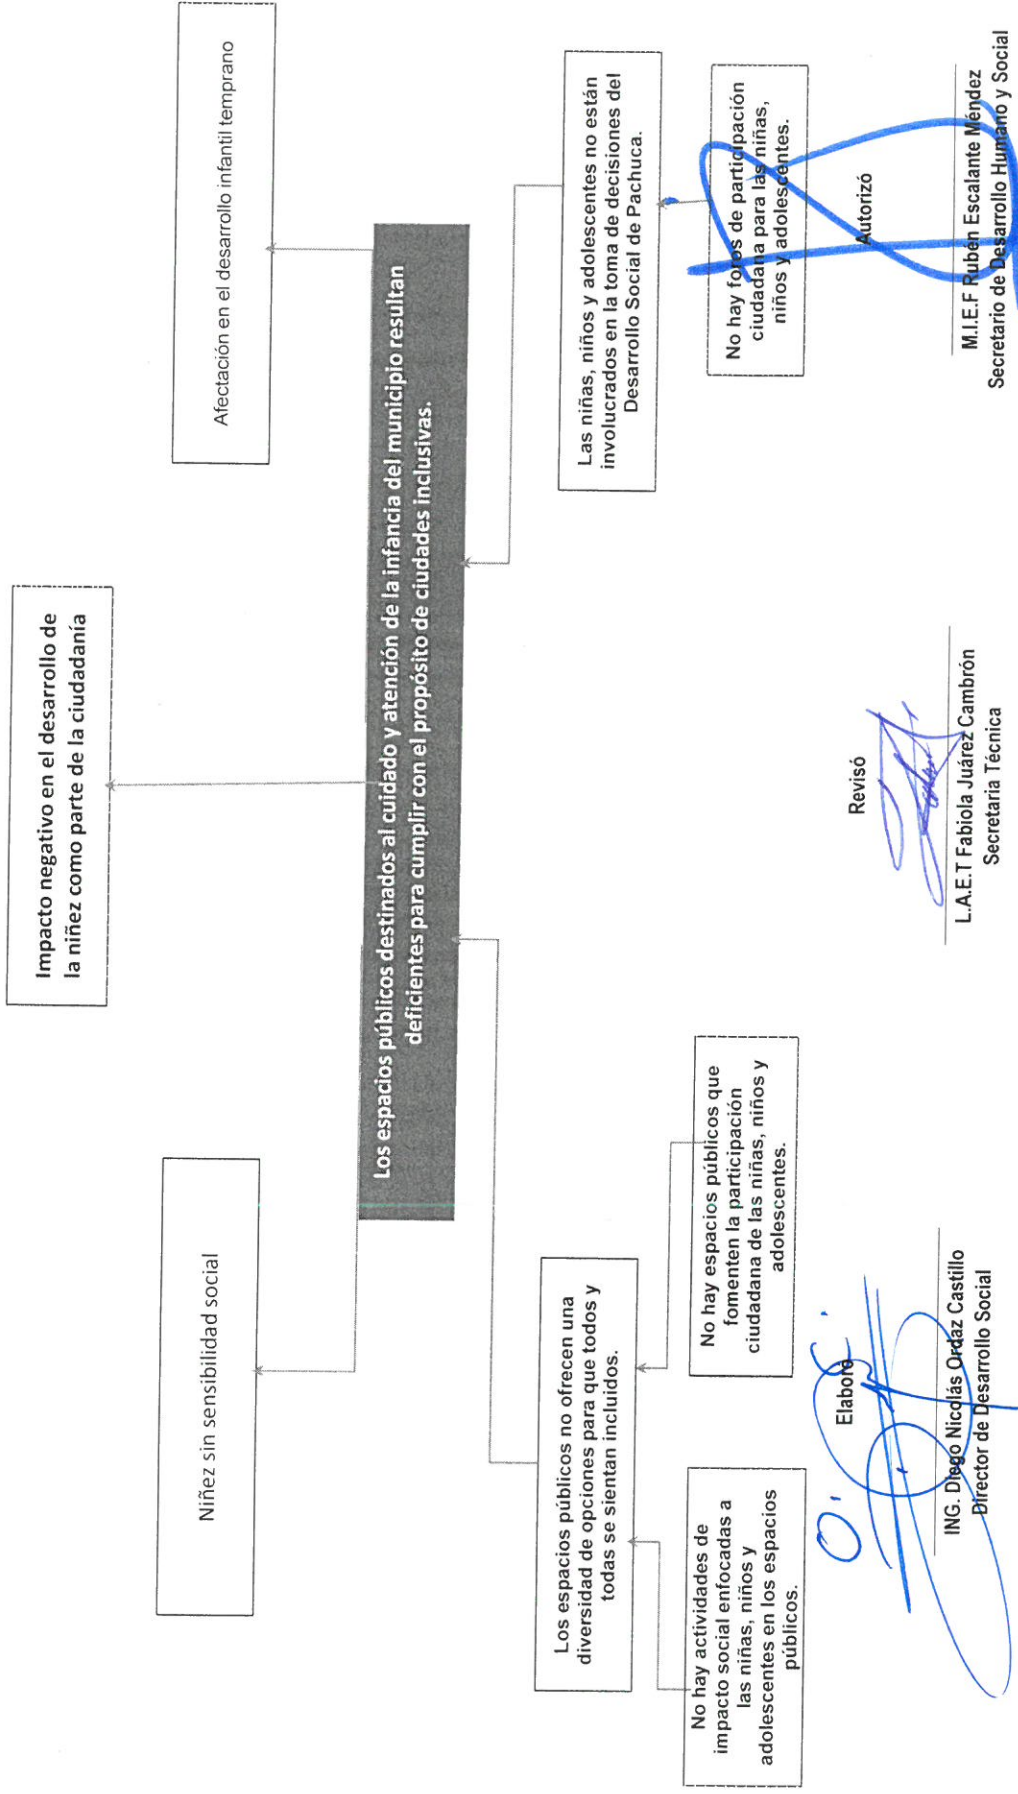 Impacto negativo en el desarrollo de
la niñez como parte de la ciudadanía
Niñez sin sensibilidad social
Afectación en el desarrollo infantil temprano
Los espacios públicos destinados al cuidado y atención de la infancia del municipio resultan
deficientes para cumplir con el propósito de ciudades inclusivas.
Los espacios públicos no ofrecen una
diversidad de opciones para que todos y
todas se sientan incluidos.
Las niñas, niños y adolescentes no están
involucrados en la toma de decisiones del
Desarrollo Social de Pachuca.
No hay actividades de
impacto social enfocadas a
las niñas, niños y
adolescentes en los espacios
públicos.
No hay espacios públicos que
fomenten la participación
ciudadana de las niñas, niños y
adolescentes.
No hay foros de participación
ciudadana para las niñas,
niños y adolescentes.
Elaboró
ING. Diego Nicolás Ordaz Castillo
Director de Desarrollo Social
Revisó
L.A.E.T Fabiola Juárez Cambrón
Secretaria Técnica
Autorizó
M.I.E.F Rubén Escalante Méndez
Secretario de Desarrollo Humano y Social